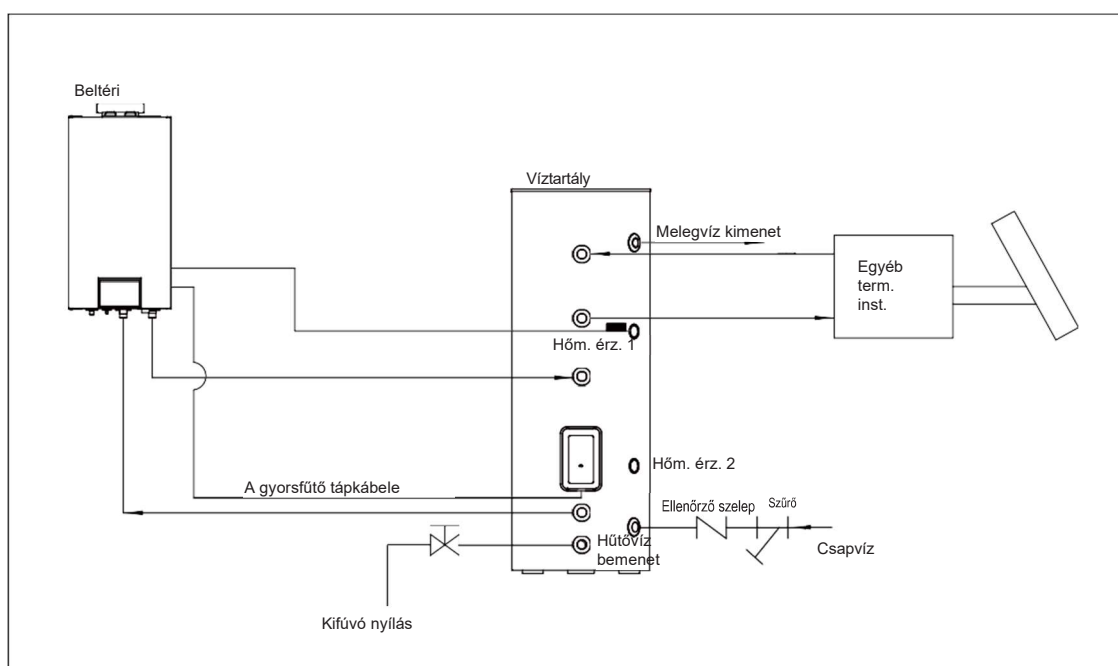 Beltéri
Víztartály
Melegvíz kimenet
Egyéb
term.
inst.
Hőm. érz. 1
Hőm. érz. 2
A gyorsfűtő tápkábele
Ellenőrző szelep
Szűrő
Hűtővíz
bemenet
Csapvíz
Kifúvó nyílás